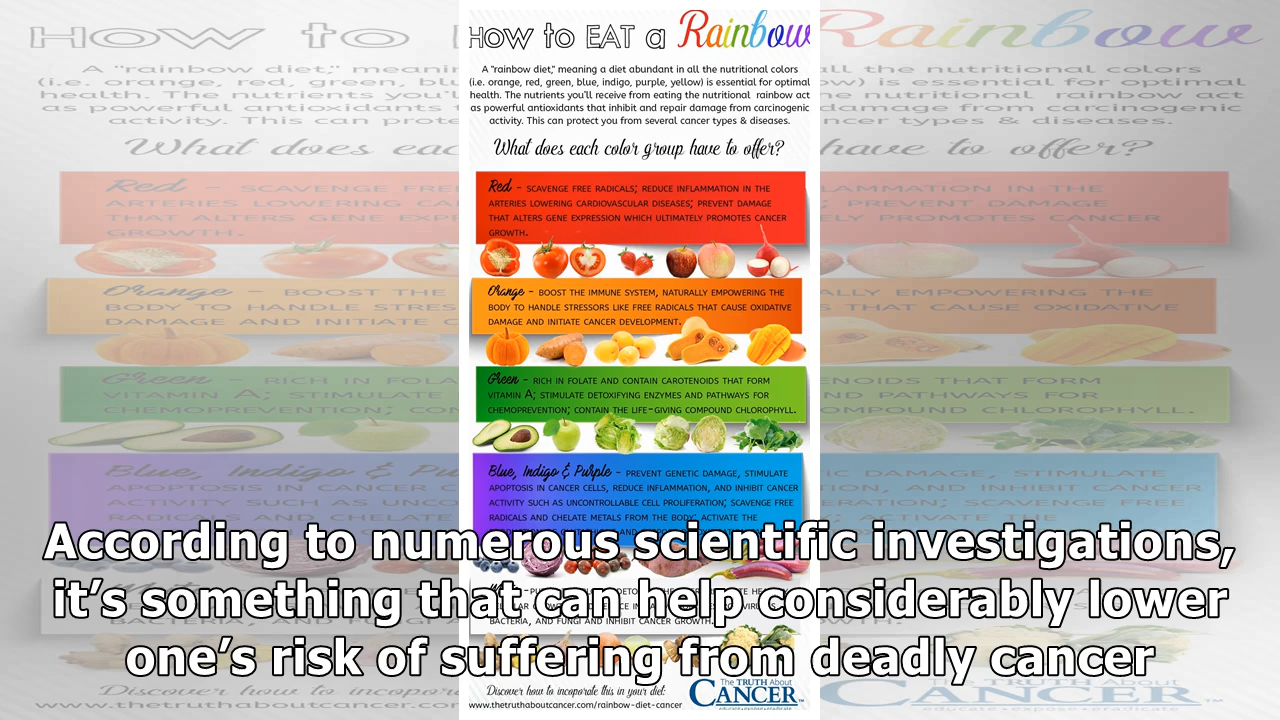 HOW to EAT a Rainbow
A "rainbow diet," meaning a diet abundant in all the nutritional colors
(i.e. orange, red, green, blue, indigo, purple, yellow) is essential for optimal
health. The nutrients you'll receive from eating the nutritional rainbow act
as powerful antioxidants that inhibit and repair damage from carcinogenic
activity. This can protect you from several cancer types & diseases.
What does each color group have to offer?
Red - SCAVENGE FREE RADICALS; REDUCE INFLAMMATION IN THE
ARTERIES LOWERING CARDIOVASCULAR DISEASES; PREVENT DAMAGE
THAT ALTERS GENE EXPRESSION WHICH ULTIMATELY PROMOTES CANCER
GROWTH.
Orange - BOOST THE IMMUNE SYSTEM, NATURALLY EMPOWERING THE
BODY TO HANDLE STRESSORS LIKE FREE RADICALS THAT CAUSE OXIDATIVE
DAMAGE AND INITIATE CANCER DEVELOPMENT.
Green - RICH IN FOLATE AND CONTAIN CAROTENOIDS THAT FORM
VITAMIN A; STIMULATE DETOXIFYING ENZYMES AND PATHWAYS FOR
CHEMOPREVENTION; CONTAIN THE LIFE-GIVING COMPOUND CHLOROPHYLL.
Blue, Indigo & Purple - PREVENT GENETIC DAMAGE, STIMULATE
APOPTOSIS IN CANCER CELLS, REDUCE INFLAMMATION, AND INHIBIT CANCER
ACTIVITY SUCH AS UNCONTROLLABLE CELL PROLIFERATION; SCAVENGE FREE
RADICALS AND CHELATE METALS FROM THE BODY; ACTIVATE THE
According to numerous scientific investigations,
it's something that can help considerably lower
one's risk of suffering from deadly cancer
BACTERIA, AND FUNGI AND INHIBIT CANCER GROWTH.
Discover how to incoporate this in your diet:
www.thetruthaboutcancer.com/rainbow-diet-cancer
The TRUTH About
CANCER™
educate • expose • eradicate